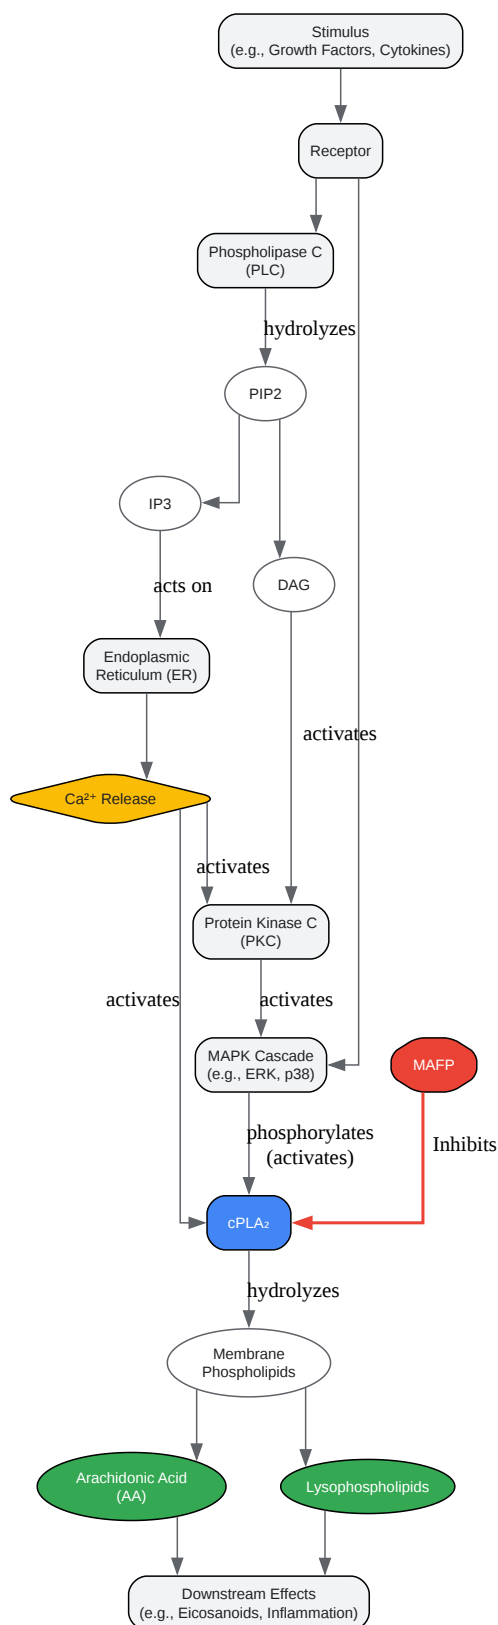 Stimulus
(e.g., Growth Factors, Cytokines)
Receptor
Phospholipase C
(PLC)
hydrolyzes
PIP2
IP3
acts on
DAG
Endoplasmic
Reticulum (ER)
activates
Ca²⁺ Release
activates
Protein Kinase C
(PKC)
activates
activates
MAPK Cascade
(e.g., ERK, p38)
MAFP
phosphorylates
(activates)
Inhibits
cPLA₂
hydrolyzes
Membrane
Phospholipids
Arachidonic Acid
(AA)
Lysophospholipids
Downstream Effects
(e.g., Eicosanoids, Inflammation)